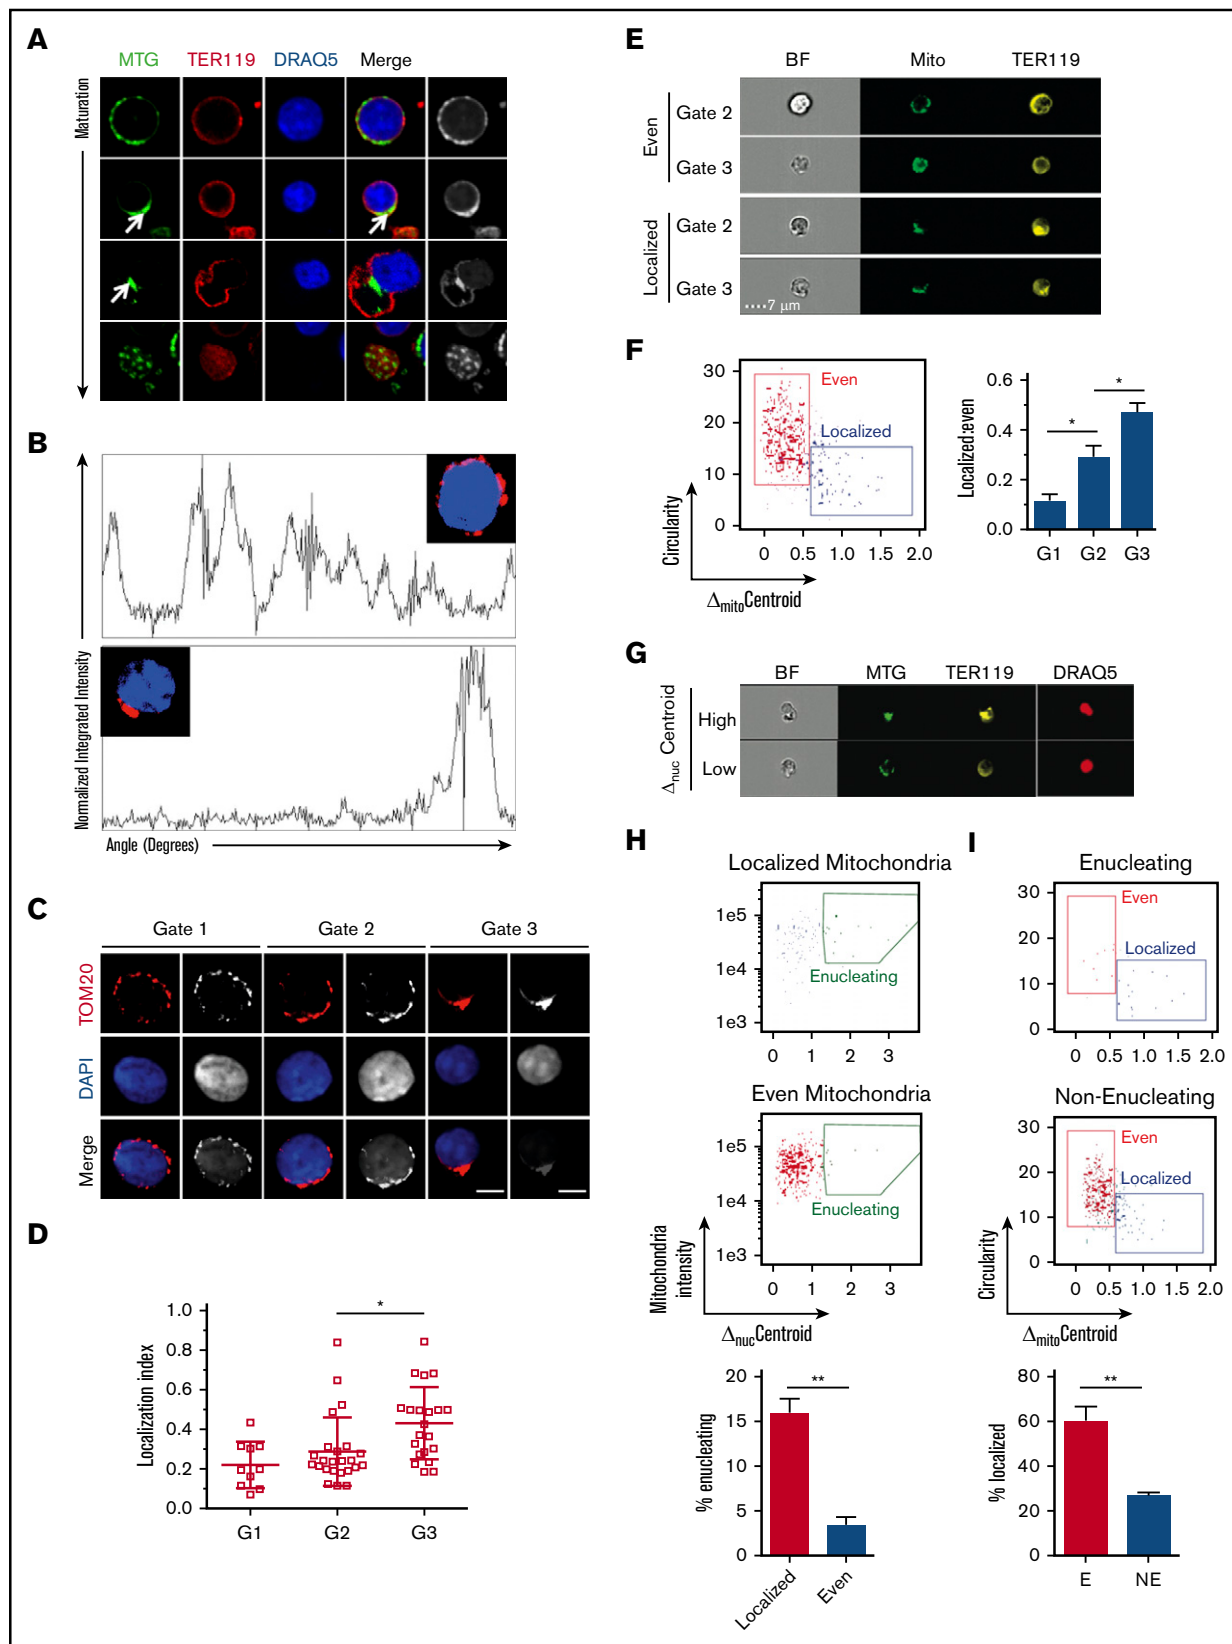 A
MTG TER119 DRAQ5 Merge
Maturation
B
Normalized Integrated Intensity
Angle (Degrees)
C
Gate 1 Gate 2 Gate 3
TOM20
DAPI
Merge
D
Localization index
1.0
0.8
0.6
0.4
0.2
0.0
*
G1 G2 G3
E
BF Mito TER119
Even
Gate 2
Gate 3
Localized
Gate 2
Gate 3
7 μm
F
Circularity
30
20
10
0
Even
Localized
0 0.5 1.0 1.5 2.0
ΔmitoCentroid
Localized:even
0.6
0.4
0.2
0.0
* *
G1 G2 G3
G
BF MTG TER119 DRAQ5
Δnuc Centroid
High
Low
H
Localized Mitochondria
1e5
1e4
1e3
Enucleating
0 1 2 3
Even Mitochondria
1e5
1e4
1e3
Enucleating
0 1 2 3
Mitochondria
intensity
ΔnucCentroid
% enucleating
20
15
10
5
0
**
Localized Even
I
Enucleating
30
20
10
0
Even
Localized
0 0.5 1.0 1.5 2.0
Non-Enucleating
30
20
10
0
Even
Localized
0 0.5 1.0 1.5 2.0
Circularity
ΔmitoCentroid
% localized
80
60
40
20
0
**
E NE